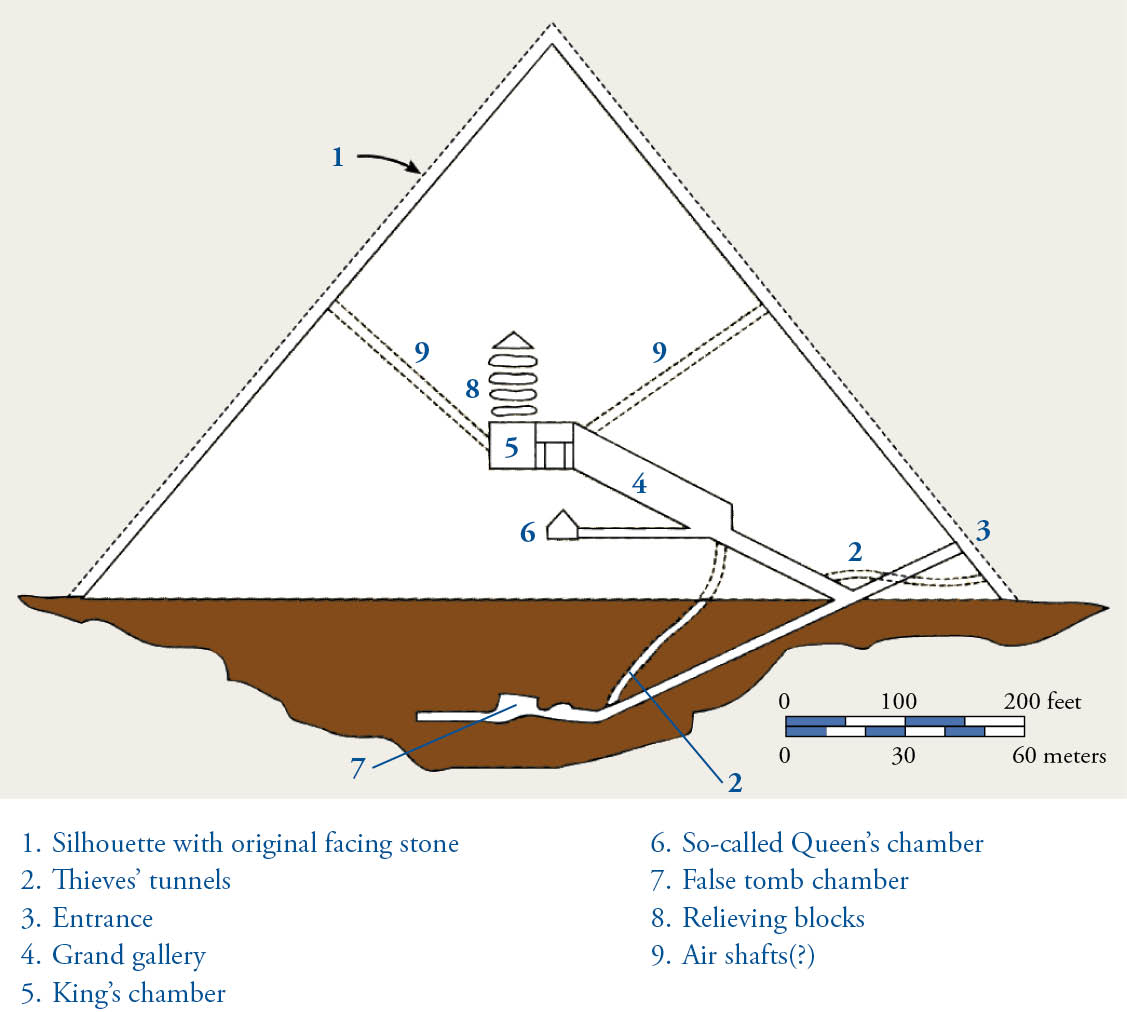 1
9
9
8
5
4
6
3
2
0 100 200 feet
0 30 60 meters
7
2
1. Silhouette with original facing stone
2. Thieves’ tunnels
3. Entrance
4. Grand gallery
5. King’s chamber
6. So-called Queen’s chamber
7. False tomb chamber
8. Relieving blocks
9. Air shafts(?)